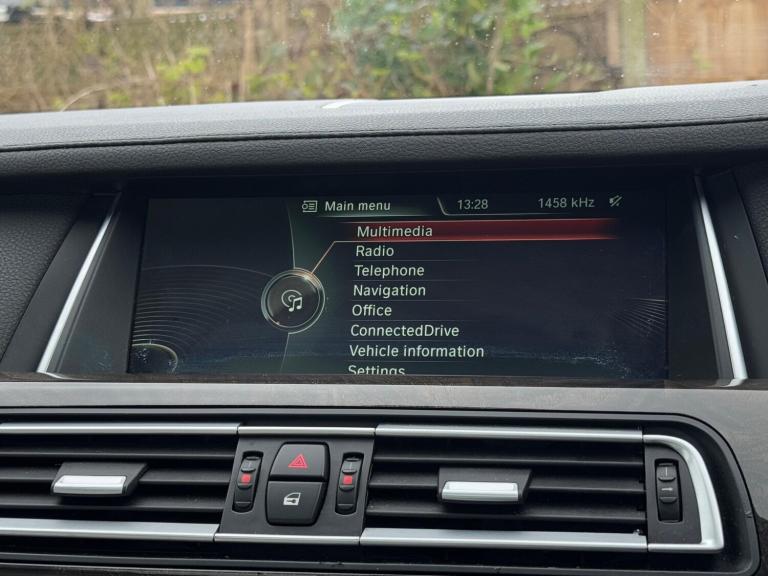 Main menu 13:28 1458 kHz
Multimedia
Radio
Telephone
Navigation
Office
ConnectedDrive
Vehicle information
Settings